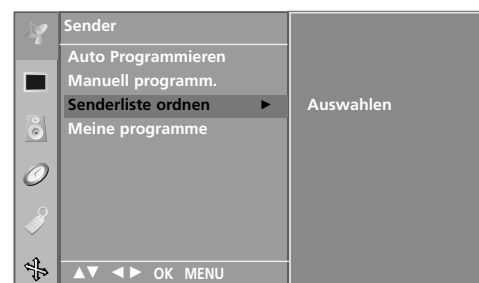 Sender
Auto Programmieren
Manuell programm.
Senderliste ordnen ►
Auswahlen
Meine programme
▲▼ ◄► OK MENU